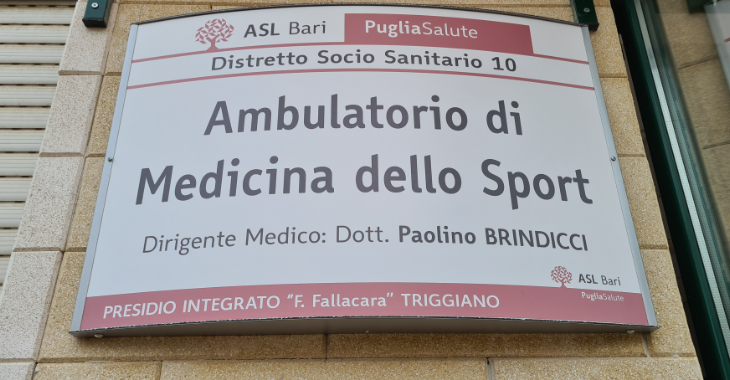 ASL Bari PugliaSalute
Distretto Socio Sanitario 10
Ambulatorio di
Medicina dello Sport
Dirigente Medico: Dott. Paolino BRINDICCI
ASL Bari
PugliaSalute
PRESIDIO INTEGRATO "F. Fallacara" TRIGGIANO